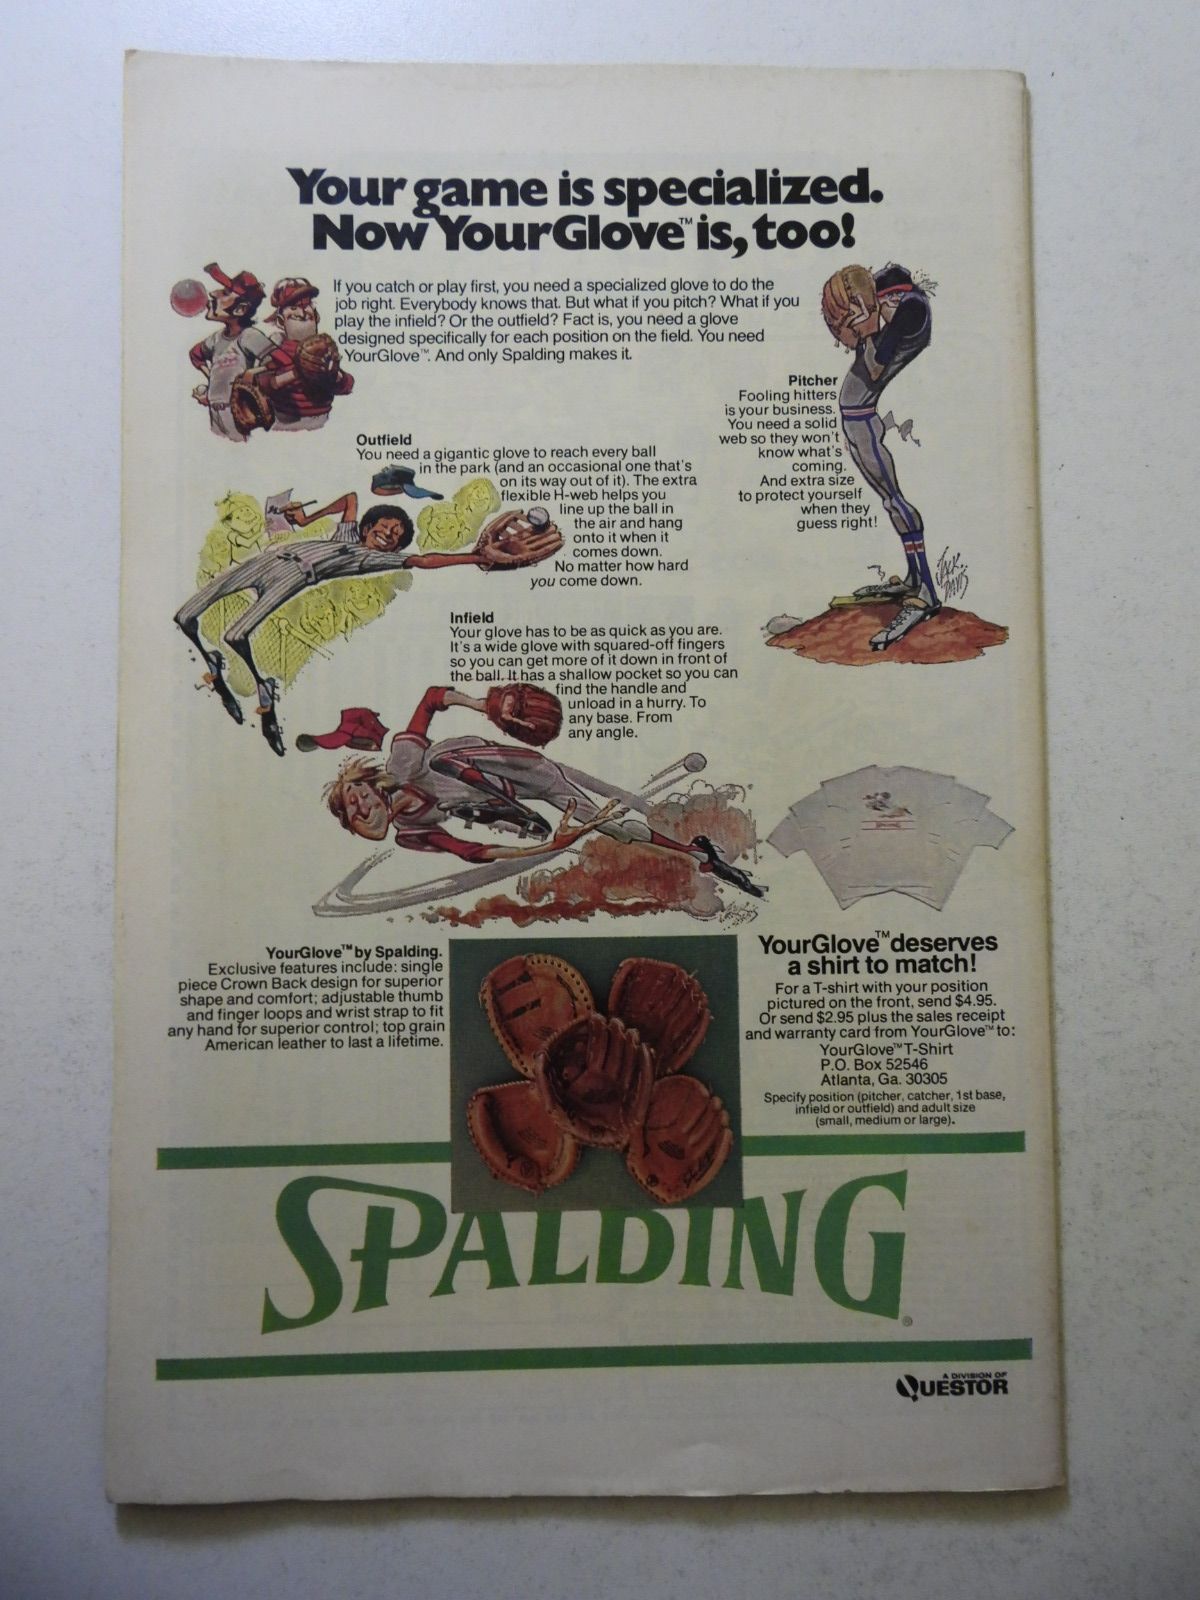 Your game is specialized.
Now YourGlove™ is, too!
If you catch or play first, you need a specialized glove to do the
job right. Everybody knows that. But what if you pitch? What if you
play the infield? Or the outfield? Fact is, you need a glove
designed specifically for each position on the field. You need
YourGlove™. And only Spalding makes it.
Pitcher
Fooling hitters
is your business.
You need a solid
web so they won't
know what's
coming.
And extra size
to protect yourself
when they
guess right!
JACK
DAVIS
Outfield
You need a gigantic glove to reach every ball
in the park (and an occasional one that's
on its way out of it). The extra
flexible H-web helps you
line up the ball in
the air and hang
onto it when it
comes down.
No matter how hard
you come down.
Infield
Your glove has to be as quick as you are.
It's a wide glove with squared-off fingers
so you can get more of it down in front of
the ball. It has a shallow pocket so you can
find the handle and
unload in a hurry. To
any base. From
any angle.
SPALDING
YourGlove™ by Spalding.
Exclusive features include: single
piece Crown Back design for superior
shape and comfort; adjustable thumb
and finger loops and wrist strap to fit
any hand for superior control; top grain
American leather to last a lifetime.
YourGlove™ deserves
a shirt to match!
For a T-shirt with your position
pictured on the front, send $4.95.
Or send $2.95 plus the sales receipt
and warranty card from YourGlove™ to:
YourGlove™ T-Shirt
P.O. Box 52546
Atlanta, Ga. 30305
Specify position (pitcher, catcher, 1st base,
infield or outfield) and adult size
(small, medium or large).
SPALDING®
A DIVISION OF
QUESTOR